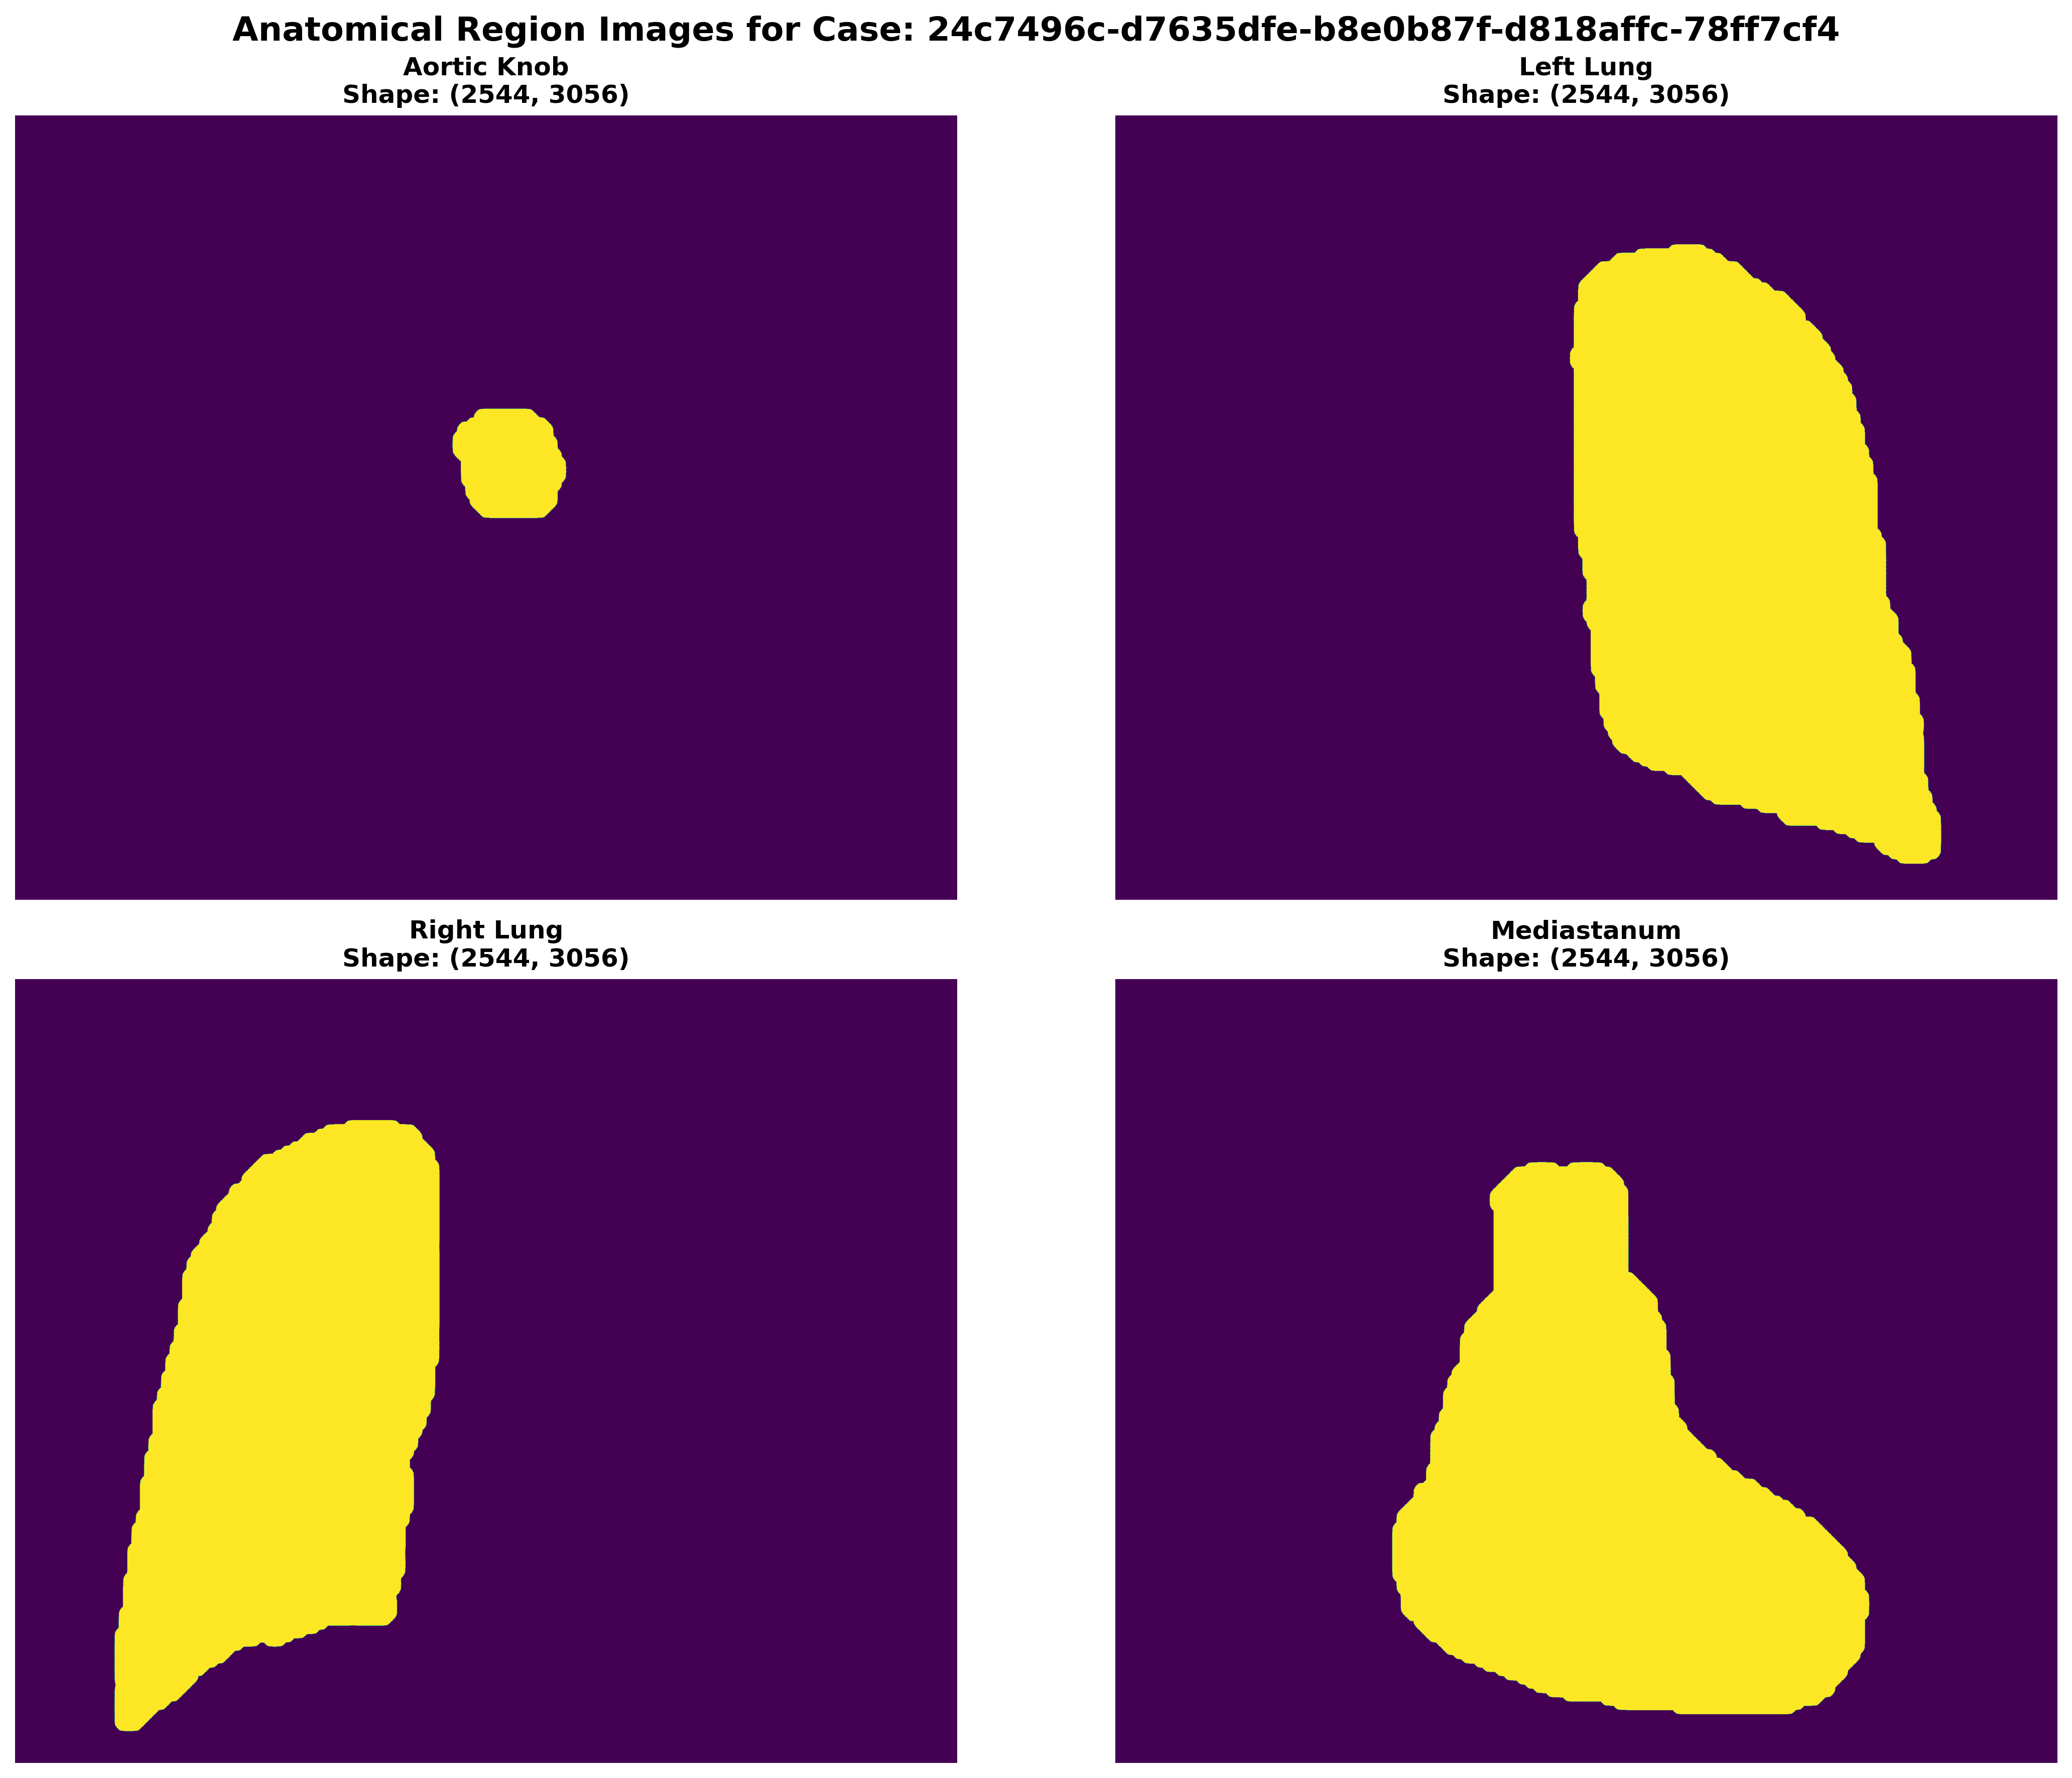 Anatomical Region Images for Case: 24c7496c-d7635dfe-b8e0b87f-d818affc-78ff7cf4
Aortic Knob
Shape: (2544, 3056)
Left Lung
Shape: (2544, 3056)
Right Lung
Shape: (2544, 3056)
Mediastanum
Shape: (2544, 3056)